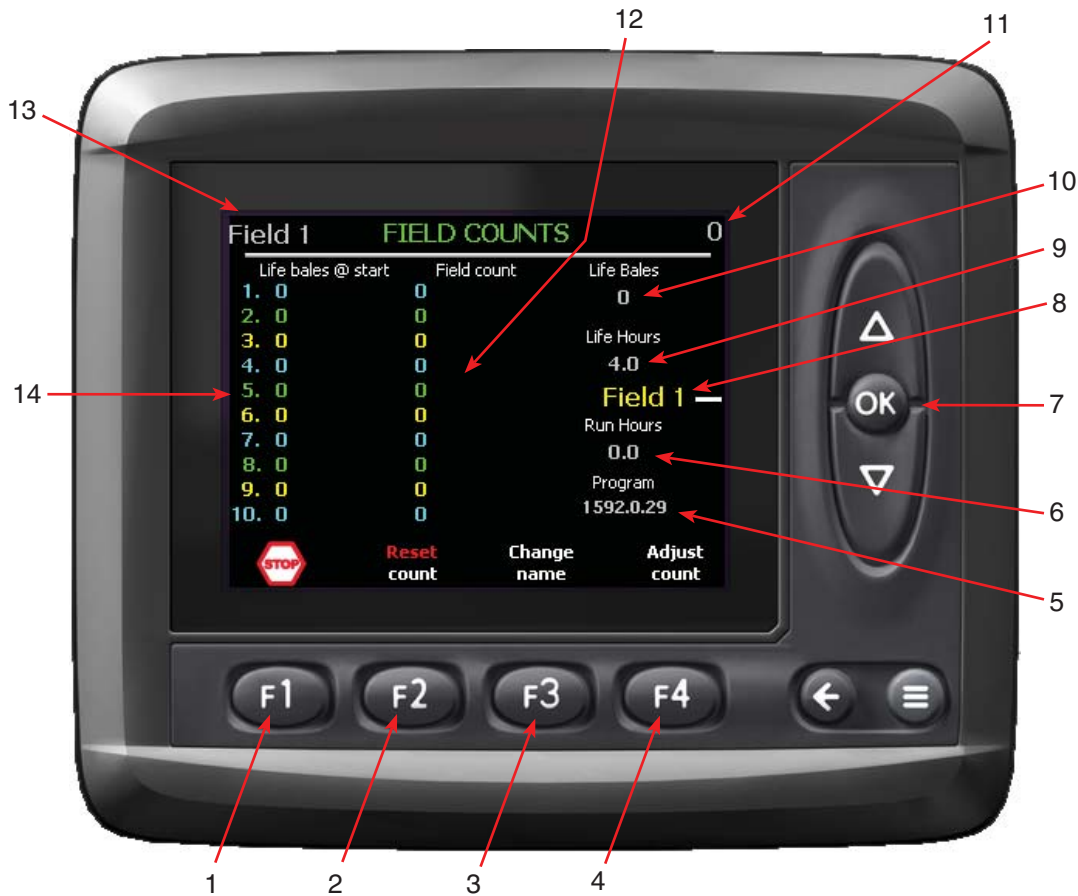 12
11
13
10
Field 1 FIELD COUNTS 0
9
Life bales @ start Field count Life Bales
1. 0 0 0
8
2. 0 0
3. 0 0 Life Hours
4. 0 0 4.0
14 5. 0 0 Field 1
OK 7
6. 0 0 Run Hours
7. 0 0 0.0
8. 0 0
9. 0 0 Program
10. 0 0 1592.0.29
6
STOP Reset count Change name Adjust count
5
F1 F2 F3 F4
1 2 3 4